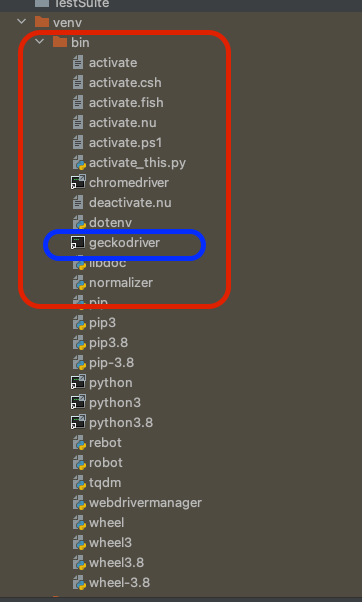 TestSuite
venv
bin
activate
activate.csh
activate.fish
activate.nu
activate.ps1
activate_this.py
chromedriver
deactivate.nu
dotenv
geckodriver
libdoc
normalizer
pip
pip3
pip3.8
pip-3.8
python
python3
python3.8
rebot
robot
tqdm
webdrivermanager
wheel
wheel3
wheel3.8
wheel-3.8